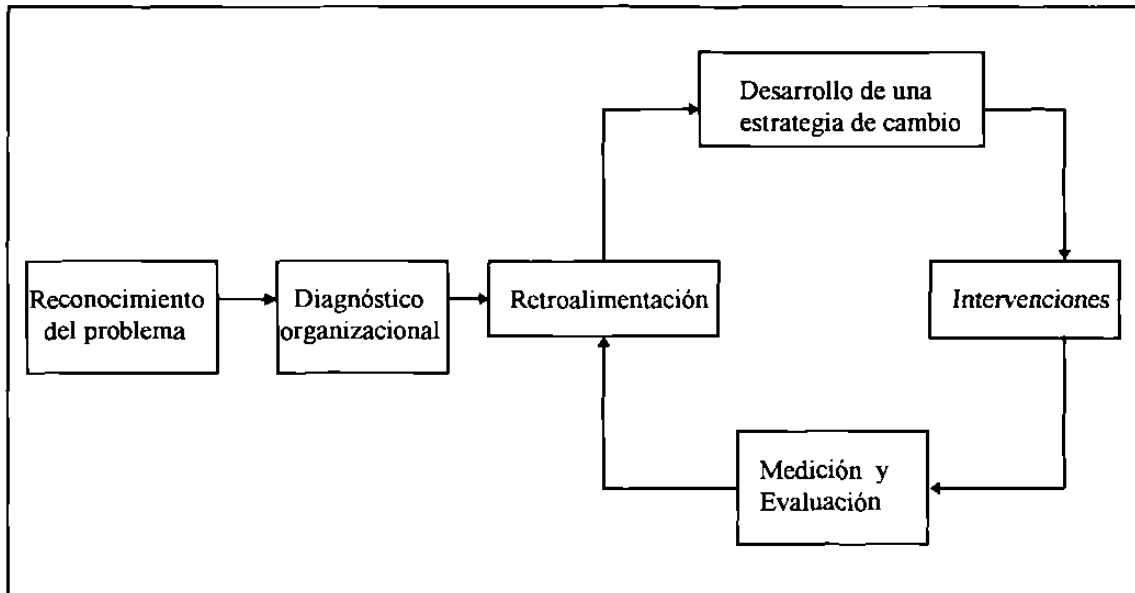 Desarrollo de una
estrategia de cambio
Reconocimiento
del problema
Diagnóstico
organizacional
Retroalimentación
Intervenciones
Medición y
Evaluación